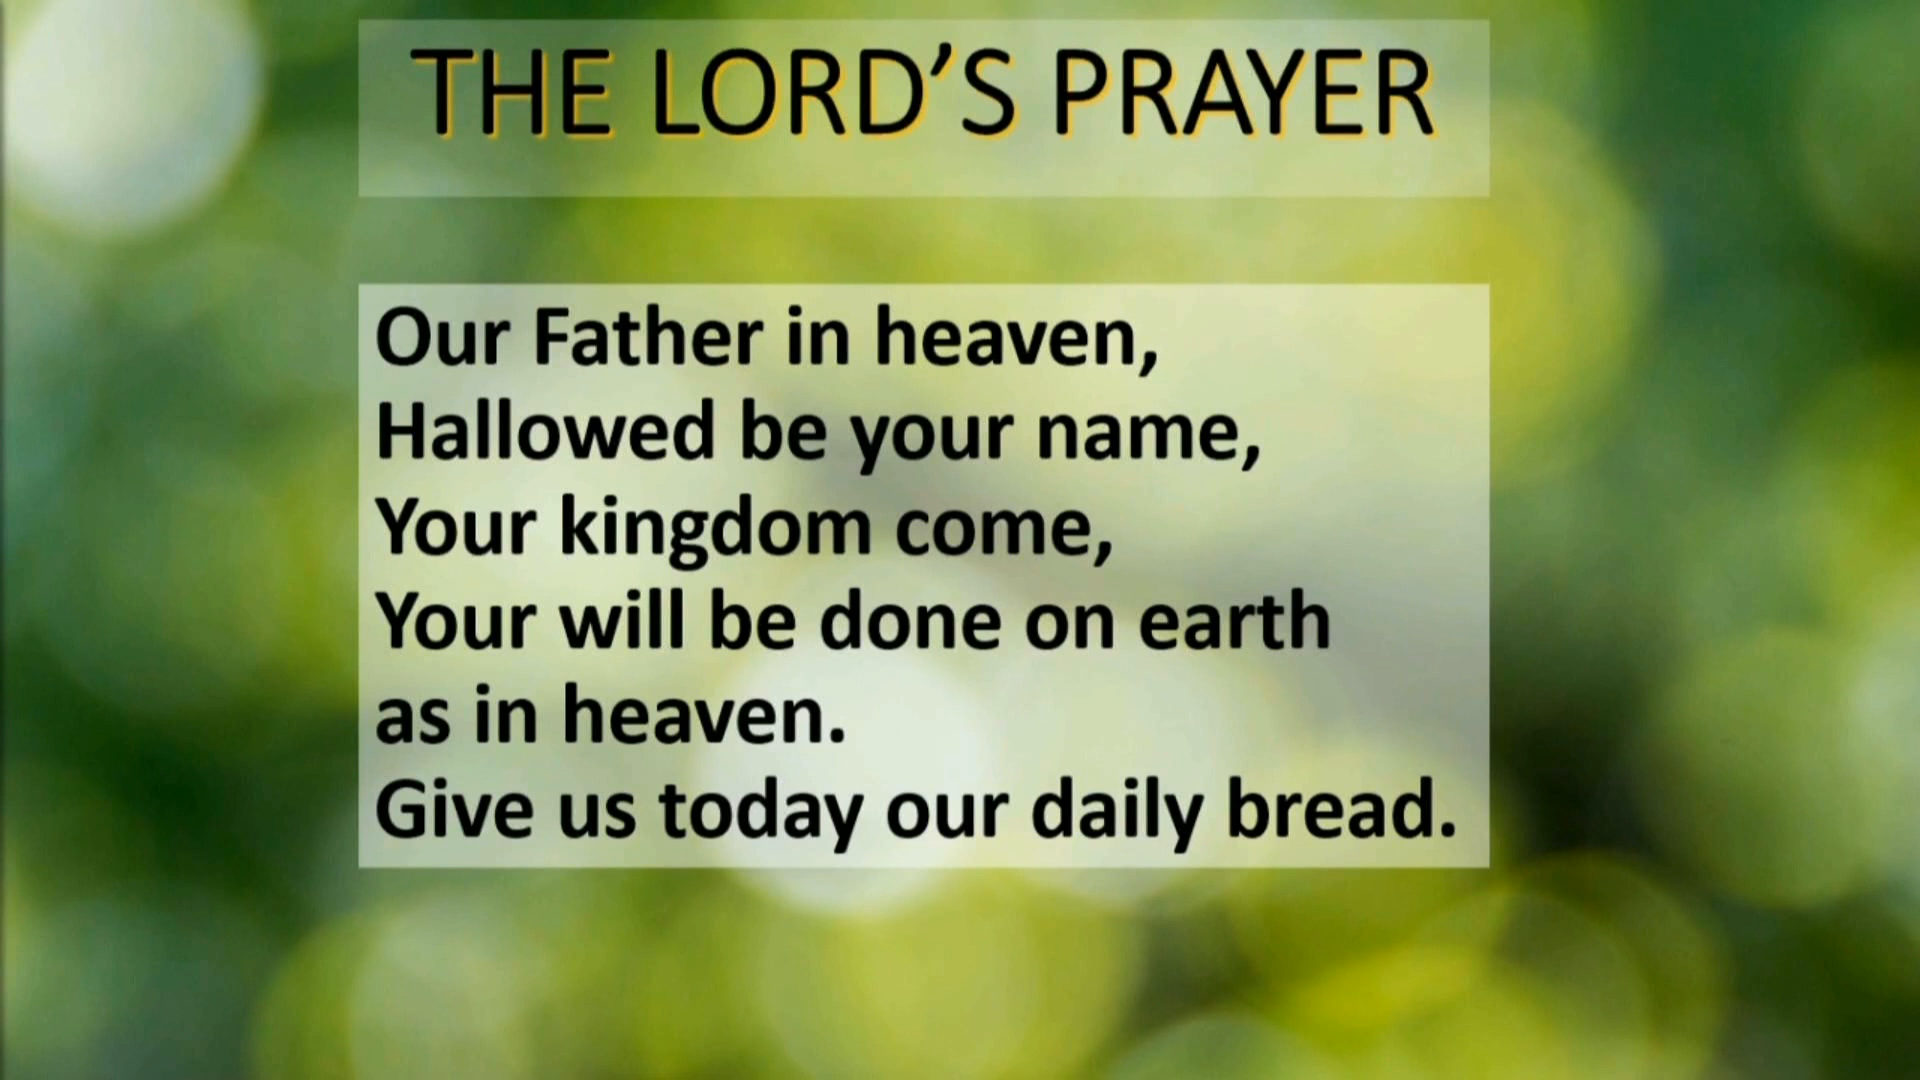 THE LORD’S PRAYER
Our Father in heaven,
Hallowed be your name,
Your kingdom come,
Your will be done on earth
as in heaven.
Give us today our daily bread.